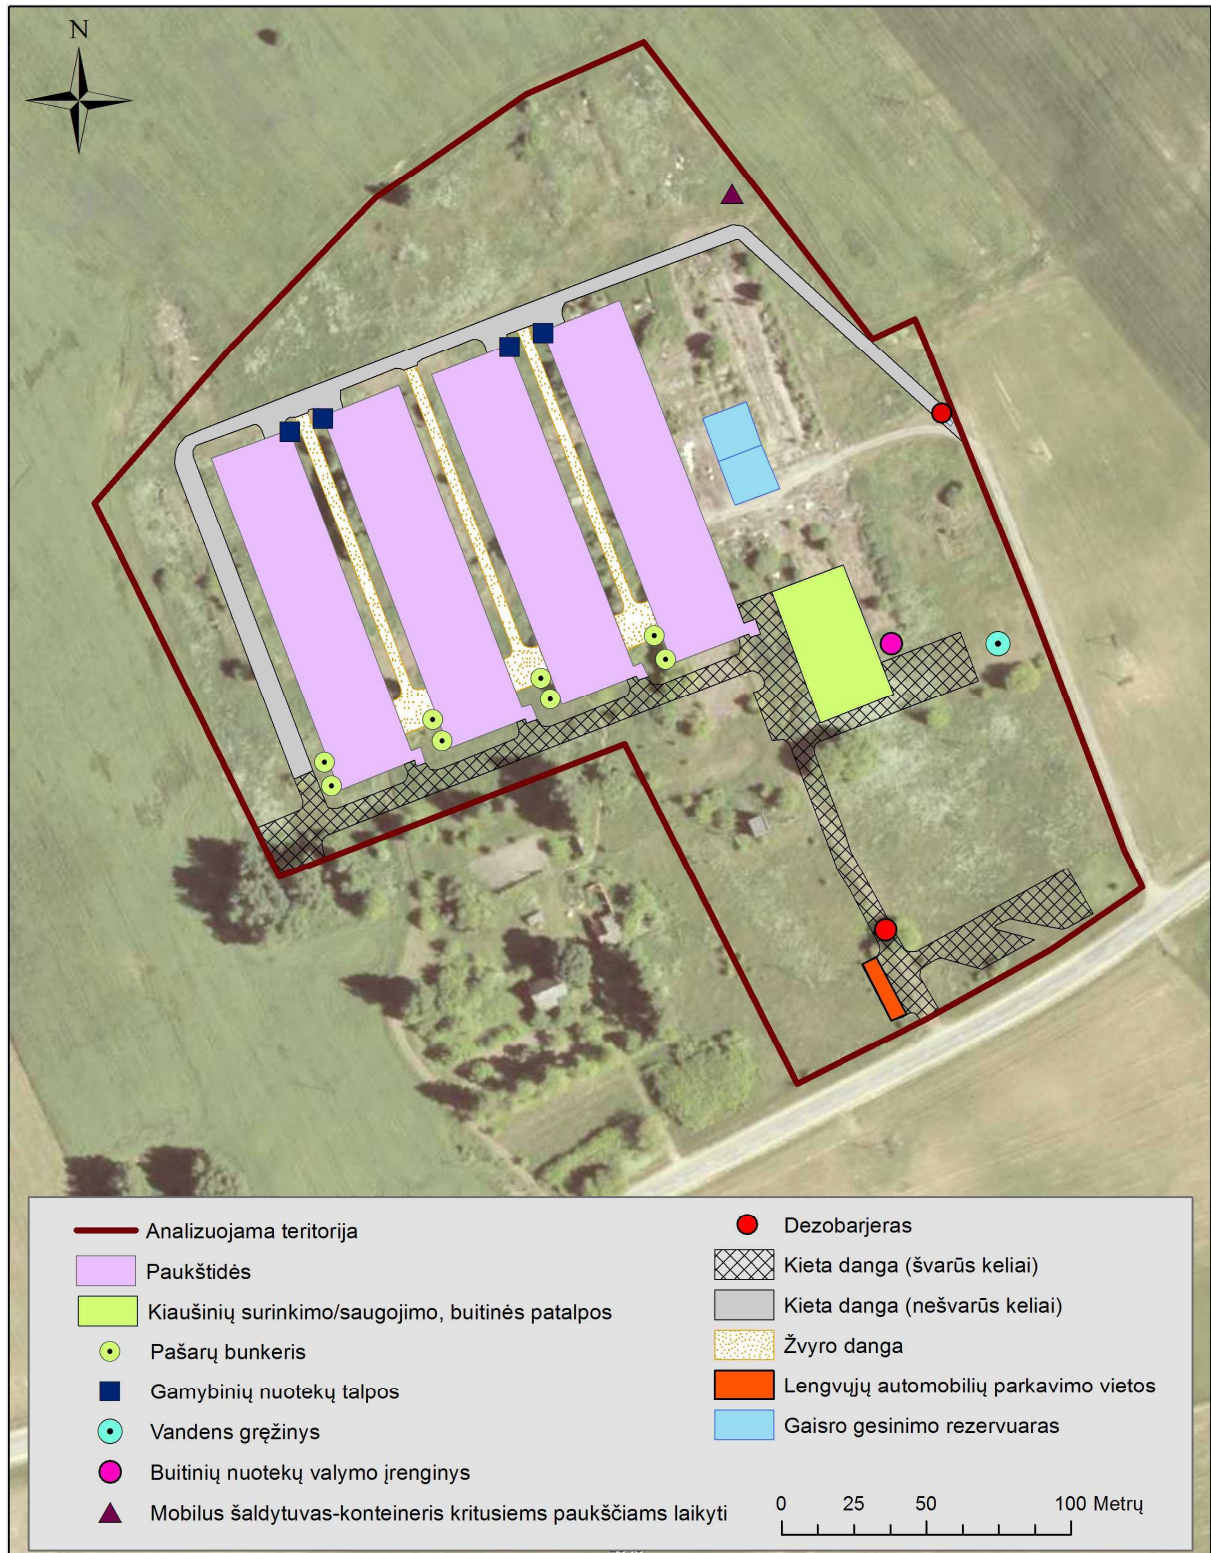 N
Analizuojama teritorija
Paukštidės
Kiaušinių surinkimo/saugojimo, buitinės patalpos
Pašarų bunkeris
Gamybinių nuotekų talpos
Vandens gręžinys
Buitinių nuotekų valymo įrenginys
Mobilus šaldytuvas-konteineris kritusiems paukščiams laikyti
Dezobarjeras
Kieta danga (švarūs keliai)
Kieta danga (nešvarūs keliai)
Žvyro danga
Lengvųjų automobilių parkavimo vietos
Gaisro gesinimo rezervuaras
0 25 50 100 Metrų